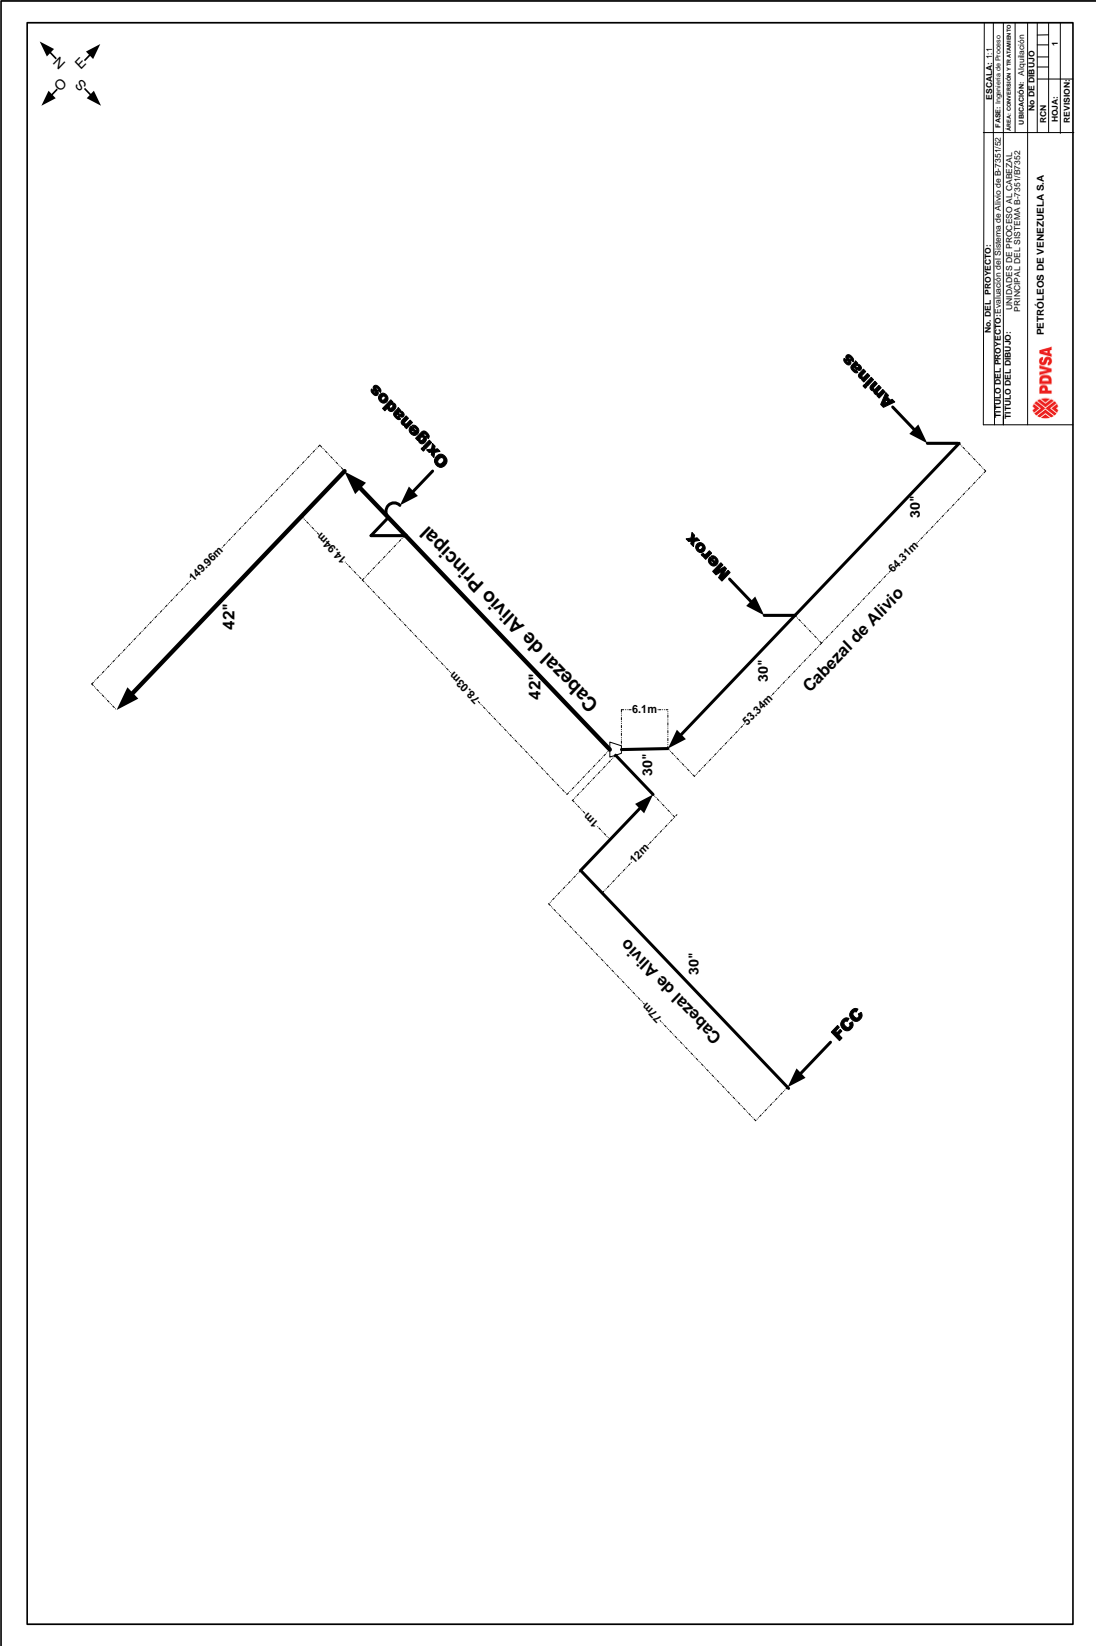 N
E
O
S
No. DEL PROYECTO:
ESCALA: 1:1
TITULO DEL PROYECTO: Evaluación del Sistema de Alivio de B-7351/52
FASE: Ingeniería de Proceso
TITULO DEL DIBUJO:
UNIDADES DE PROCESO AL CABEZAL
PRINCIPAL DEL SISTEMA B-7351/B7352
ÁREA: CONVERSIÓN Y TRATAMIENTO
UBICACIÓN: Alquilación
PDVSA
PETRÓLEOS DE VENEZUELA S.A
No DE DIBUJO
RCN
HOJA: 1
REVISION:
Aminas
Oxigenados
149.96m
42"
14.94m
Cabezal de Alivio Principal
42"
78.03m
Merox
30"
64.31m
30"
53.34m
Cabezal de Alivio
6.1m
30"
1m
12m
Cabezal de Alivio
30"
77m
FCC